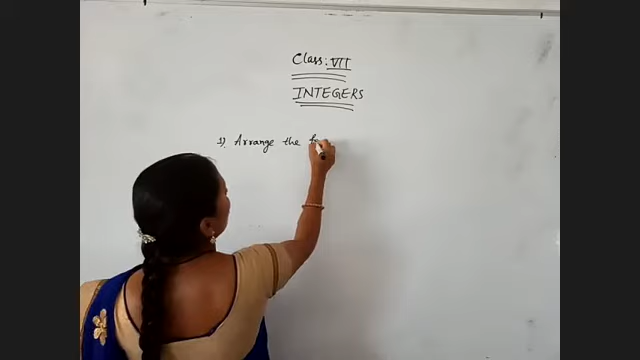 Class: VII
INTEGERS
1). Arrange the